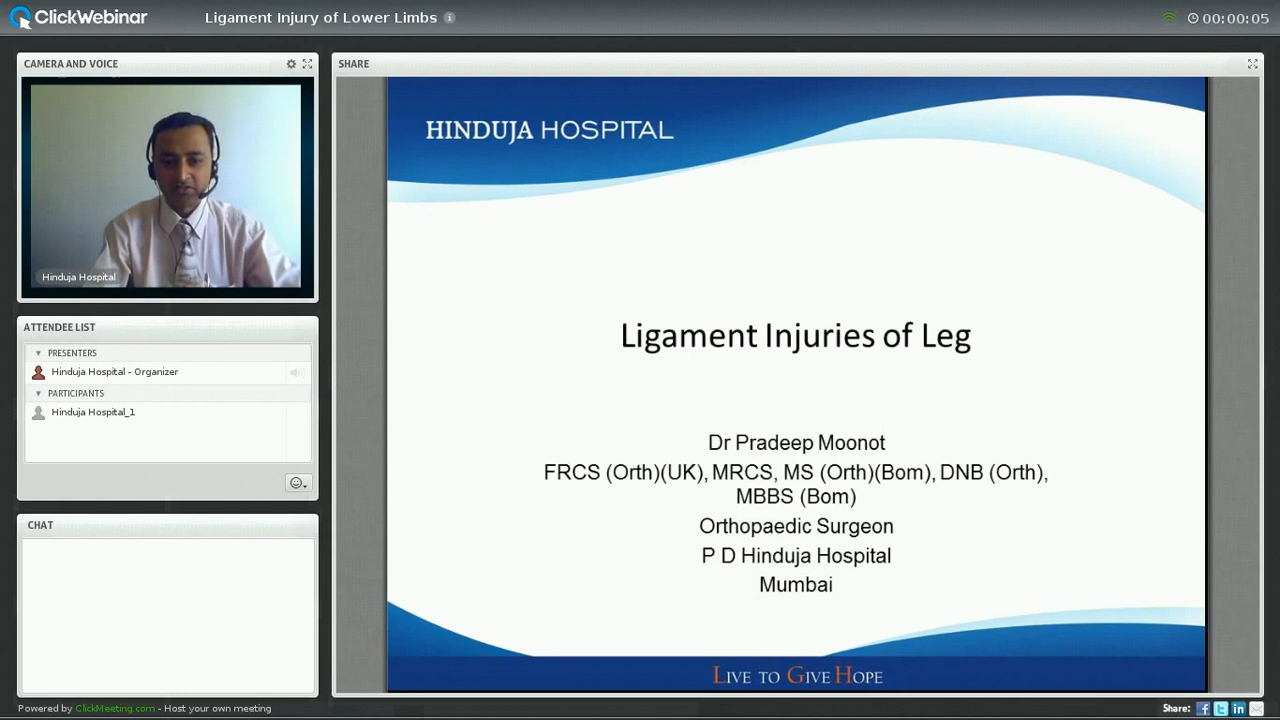 ClickWebinar
Ligament Injury of Lower Limbs
00:00:05
CAMERA AND VOICE
Hinduja Hospital
ATTENDEE LIST
PRESENTERS
Hinduja Hospital - Organizer
PARTICIPANTS
Hinduja Hospital_1
CHAT
Powered by ClickMeeting.com - Host your own meeting
SHARE
HINDUJA HOSPITAL
Ligament Injuries of Leg
Dr Pradeep Moonot
FRCS (Orth)(UK), MRCS, MS (Orth)(Bom), DNB (Orth),
MBBS (Bom)
Orthopaedic Surgeon
P D Hinduja Hospital
Mumbai
LIVE TO GIVE HOPE
Share: